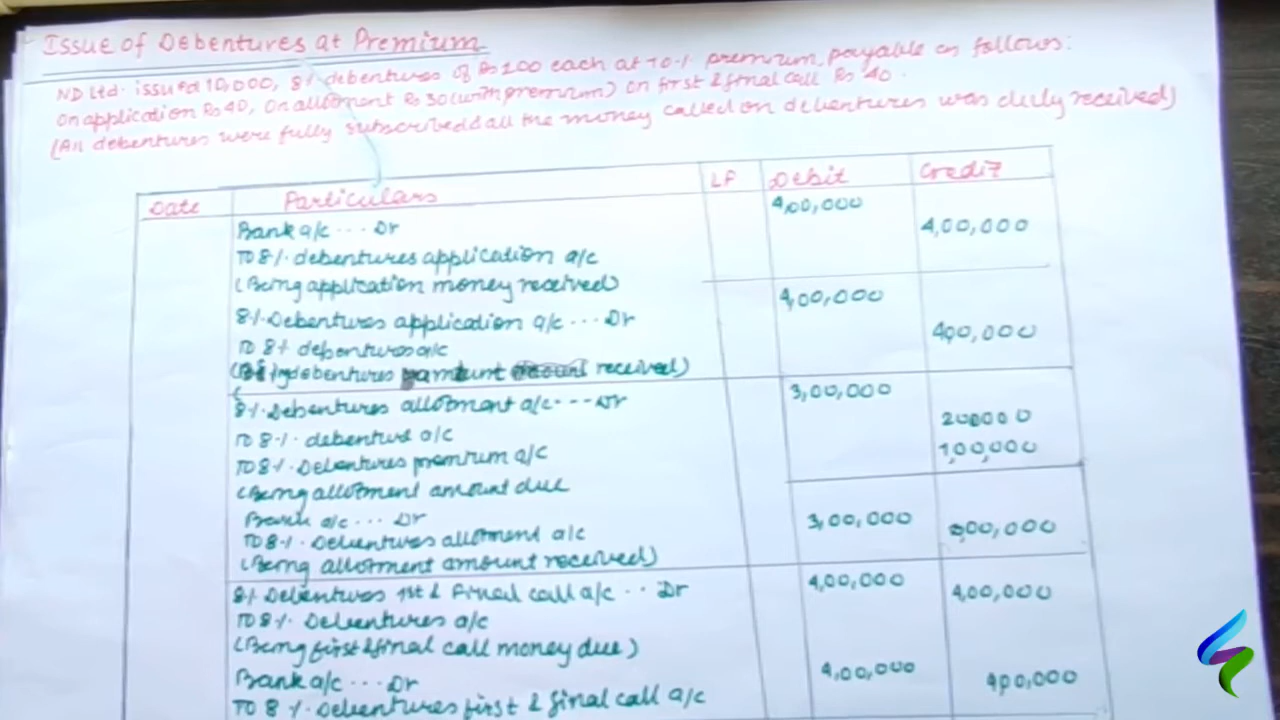 Issue of Debentures at Premium
ND Ltd. issued 10,000, 8% debentures of Rs 100 each at 10% premium, payable as follows:
On application Rs 40, On allotment Rs 30 (with premium) on first & final call Rs 40.
(All debentures were fully subscribed & all the money called on debentures was duly received)
Date Particulars LF Debit Credit
Bank a/c ... Dr 4,00,000
To 8% debentures application a/c 4,00,000
(Being application money received)
8% Debentures application a/c ... Dr 4,00,000
To 8% debentures a/c 400,000
debentures received)
8% Debentures allotment a/c --- Dr 3,00,000
To 8% debenture a/c 200000
To 8% Debentures premium a/c 1,00,000
(Being allotment amount due
Bank a/c ... Dr 3,00,000
To 8% Debentures allotment a/c 300,000
(Being allotment amount received)
8% Debentures 1st & Final call a/c .. Dr 4,00,000
To 8% Debentures a/c 4,00,000
(Being first & final call money due)
Bank a/c ... Dr 4,00,000
To 8% Debentures first & final call a/c 400,000